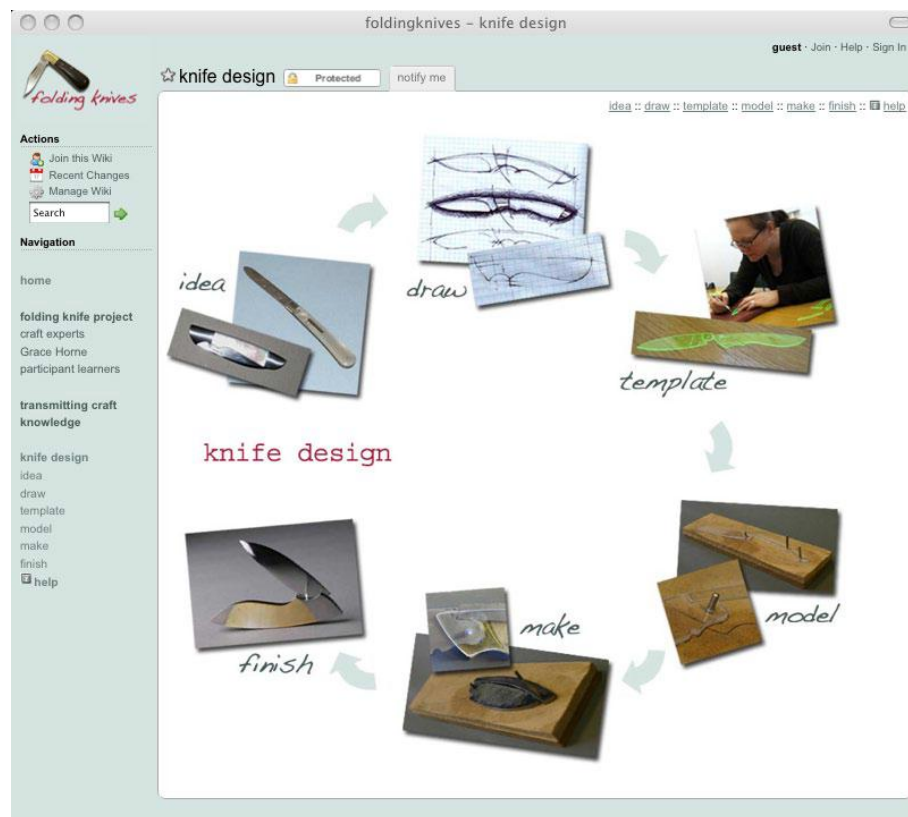 foldingknives – knife design
guest · Join · Help · Sign In
folding knives
knife design
Protected
notify me
idea :: draw :: template :: model :: make :: finish :: help
Actions
Join this Wiki
Recent Changes
Manage Wiki
Search
Navigation
home
folding knife project
craft experts
Grace Horne
participant learners
transmitting craft
knowledge
knife design
idea
draw
template
model
make
finish
help
idea
draw
template
knife design
model
make
finish